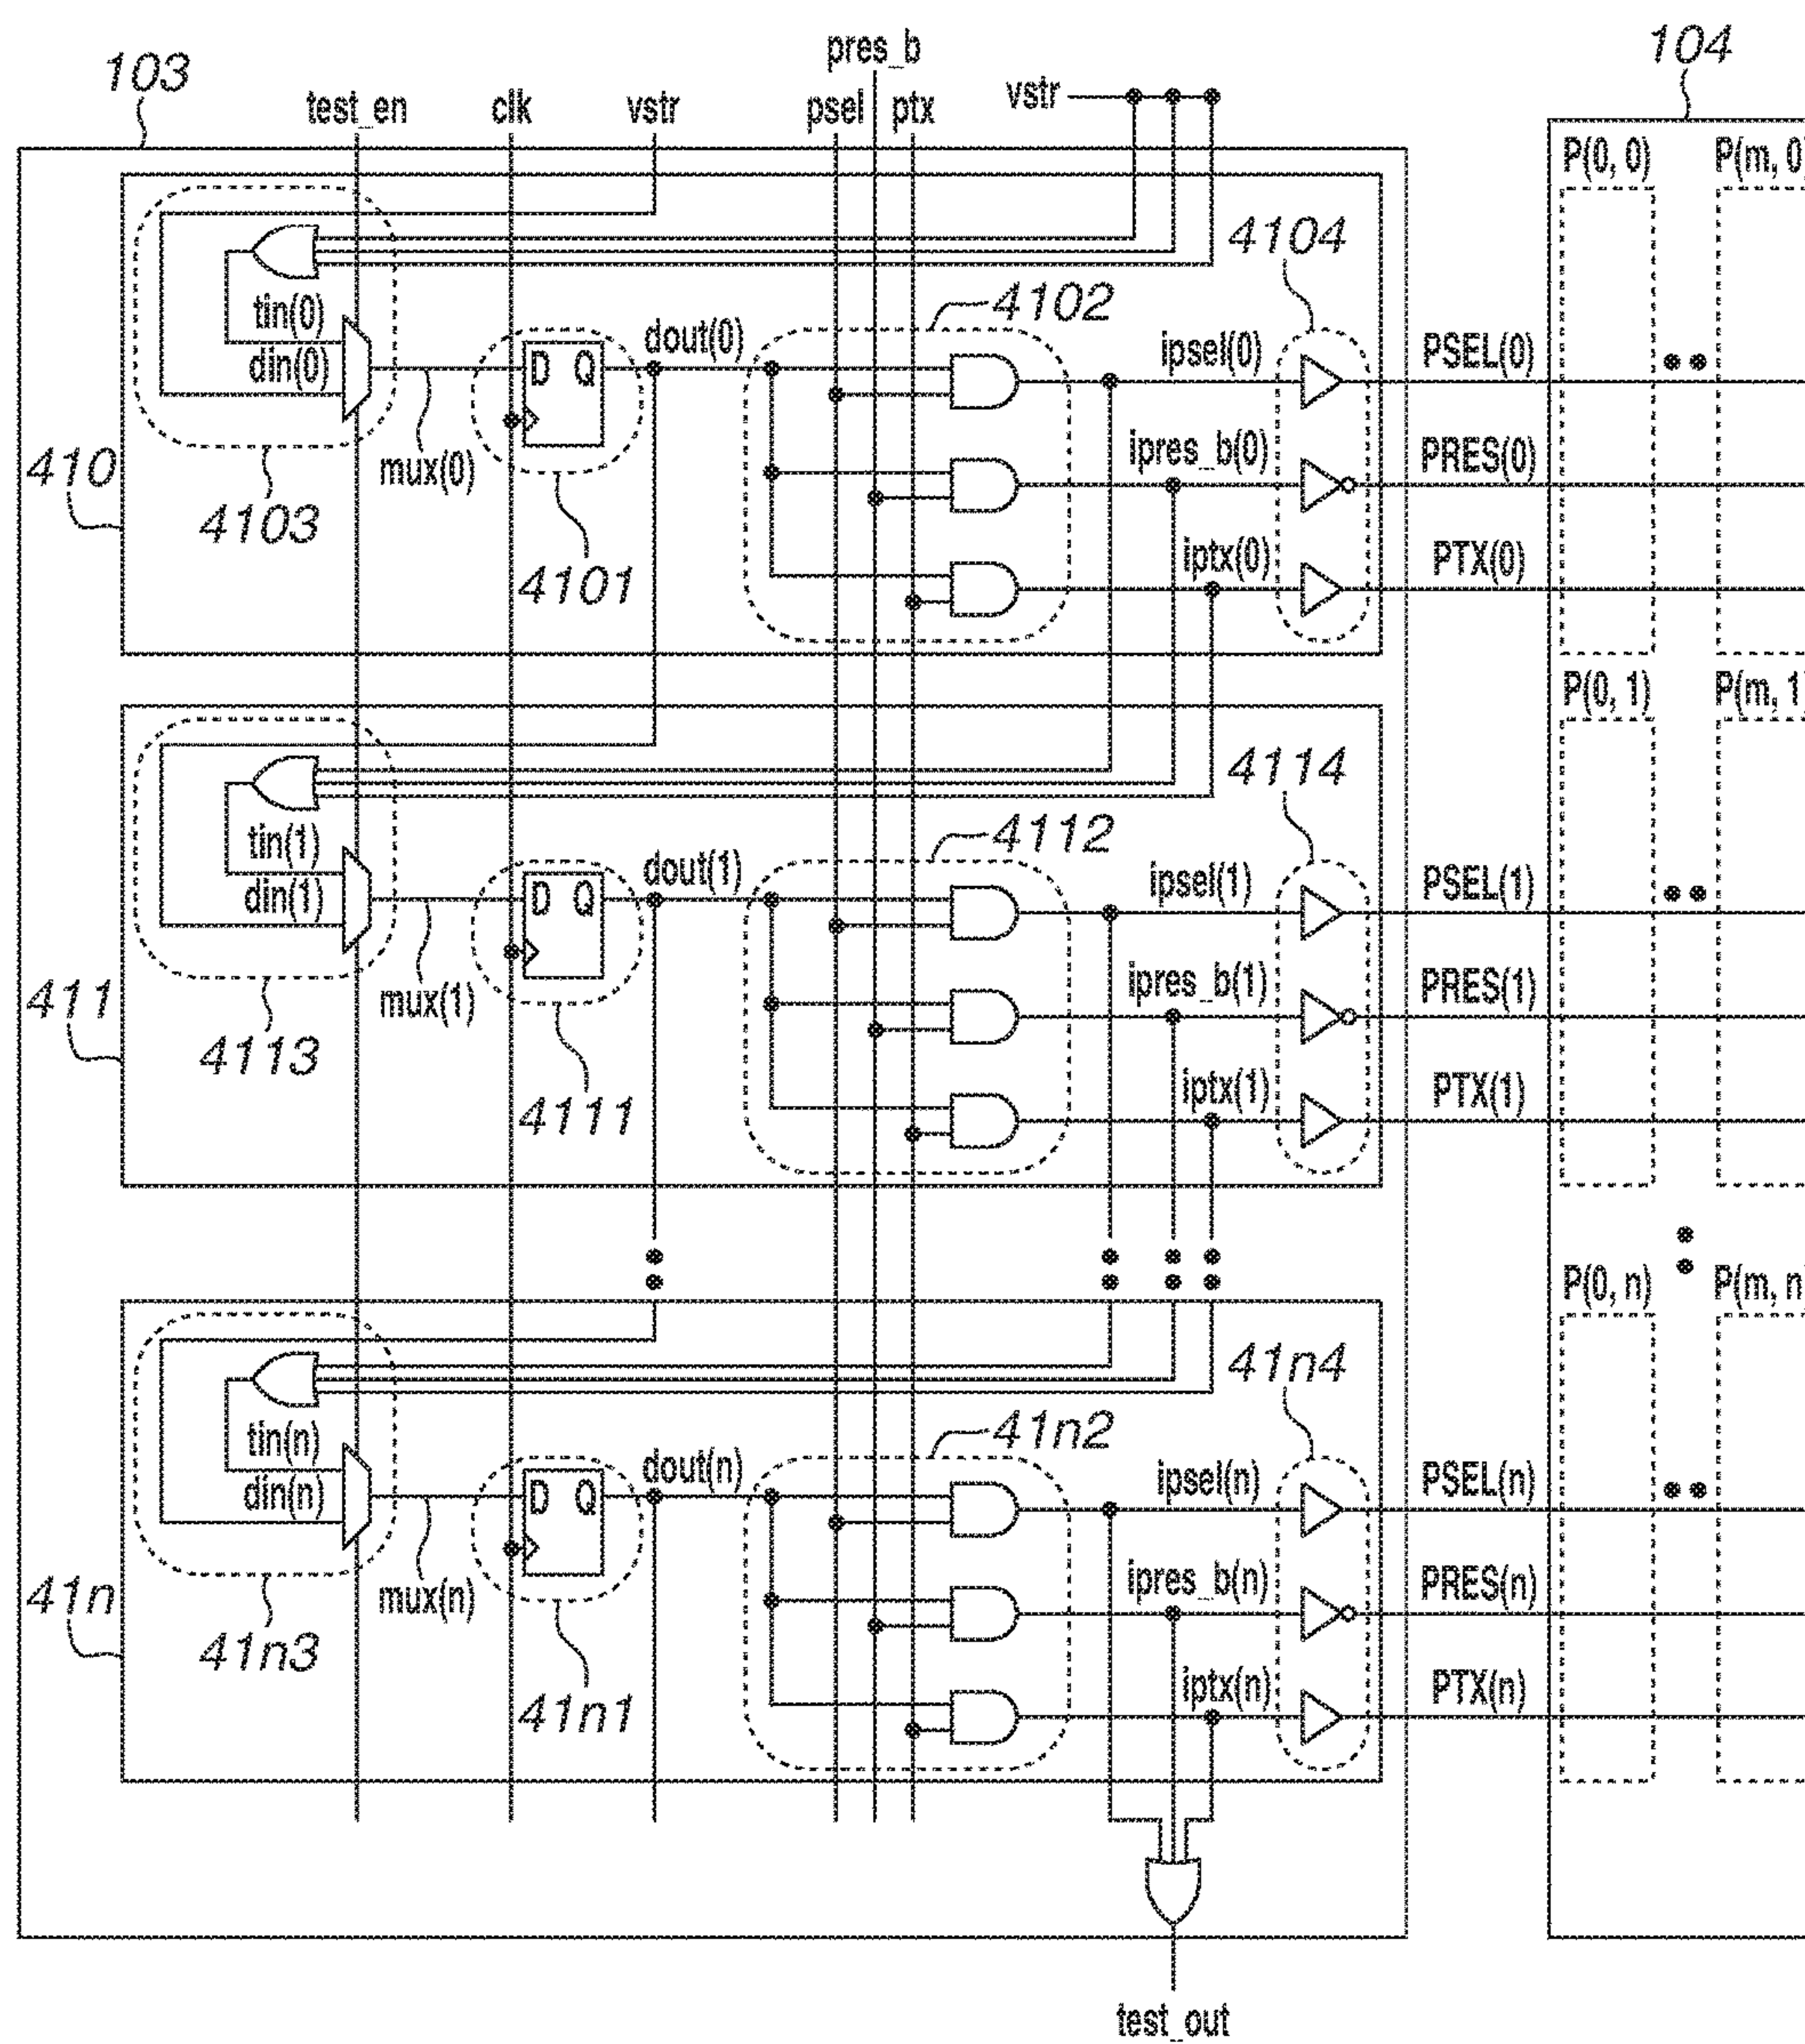 103
pres_b
104
test_en
clk
vstr
psel
ptx
vstr
P(0, 0)
P(m, 0)
4104
tin(0)
4102
din(0)
dout(0)
ipsel(0)
PSEL(0)
D Q
410
mux(0)
ipres_b(0)
PRES(0)
4103
4101
iptx(0)
PTX(0)
P(0, 1)
P(m, 1)
4114
tin(1)
4112
din(1)
dout(1)
ipsel(1)
PSEL(1)
D Q
411
mux(1)
ipres_b(1)
PRES(1)
4113
4111
iptx(1)
PTX(1)
P(0, n)
P(m, n)
41n4
tin(n)
41n2
din(n)
dout(n)
ipsel(n)
PSEL(n)
D Q
41n
mux(n)
ipres_b(n)
PRES(n)
41n3
41n1
iptx(n)
PTX(n)
test_out